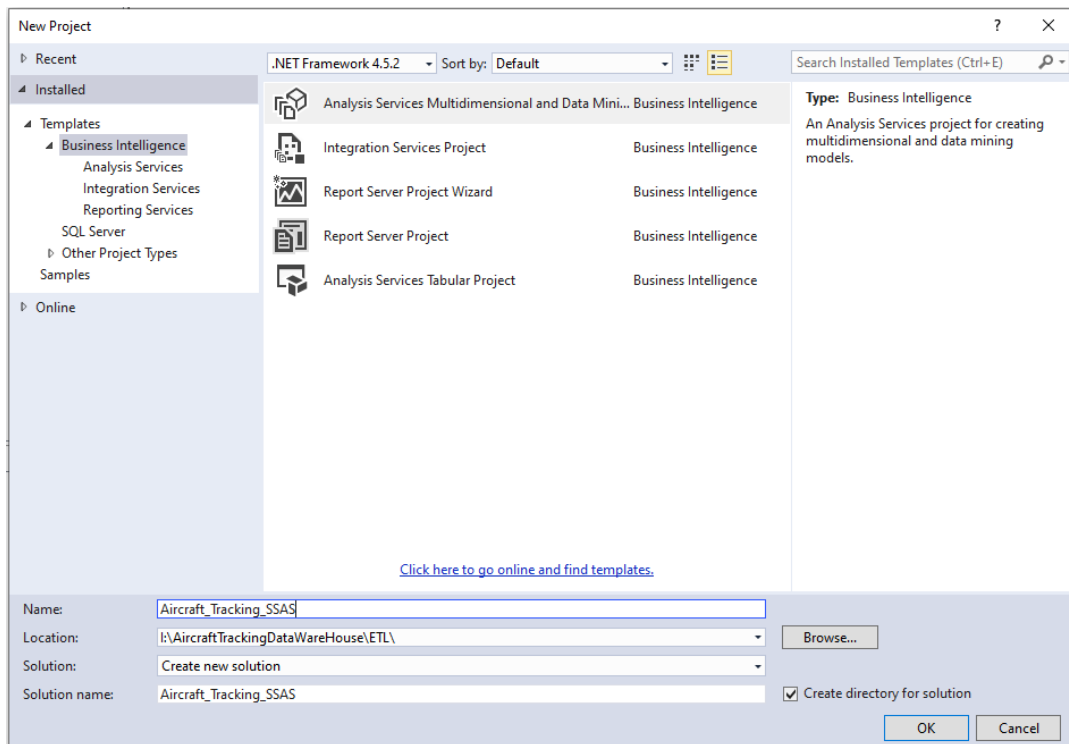 New Project
?
Recent
Installed
Templates
Business Intelligence
Analysis Services
Integration Services
Reporting Services
SQL Server
Other Project Types
Samples
Online
.NET Framework 4.5.2 Sort by: Default
Analysis Services Multidimensional and Data Mini... Business Intelligence
Integration Services Project Business Intelligence
Report Server Project Wizard Business Intelligence
Report Server Project Business Intelligence
Analysis Services Tabular Project Business Intelligence
Click here to go online and find templates.
Search Installed Templates (Ctrl+E)
Type: Business Intelligence
An Analysis Services project for creating
multidimensional and data mining
models.
Name: Aircraft_Tracking_SSAS
Location: I:\AircraftTrackingDataWareHouse\ETL\ Browse...
Solution: Create new solution
Solution name: Aircraft_Tracking_SSAS Create directory for solution
OK Cancel